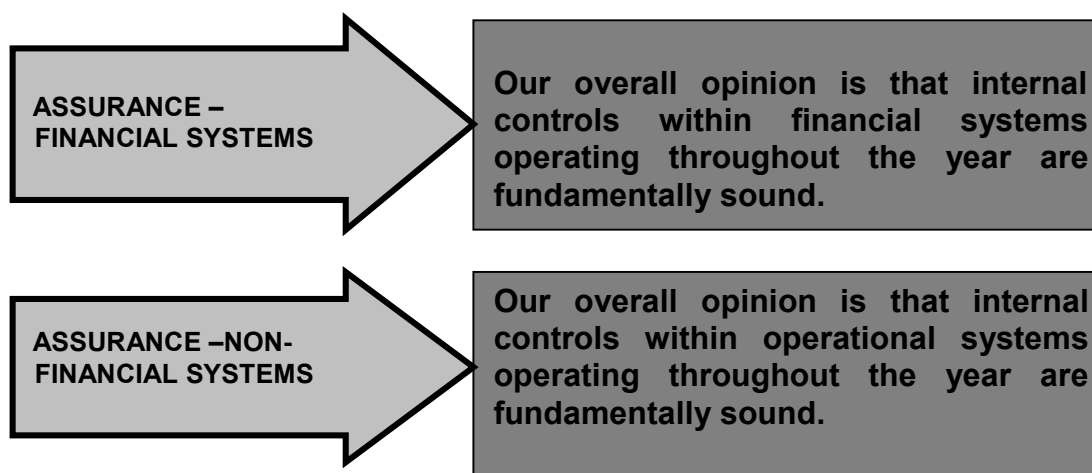 ASSURANCE –
FINANCIAL SYSTEMS
Our overall opinion is that internal
controls within financial systems
operating throughout the year are
fundamentally sound.
ASSURANCE –NON-
FINANCIAL SYSTEMS
Our overall opinion is that internal
controls within operational systems
operating throughout the year are
fundamentally sound.